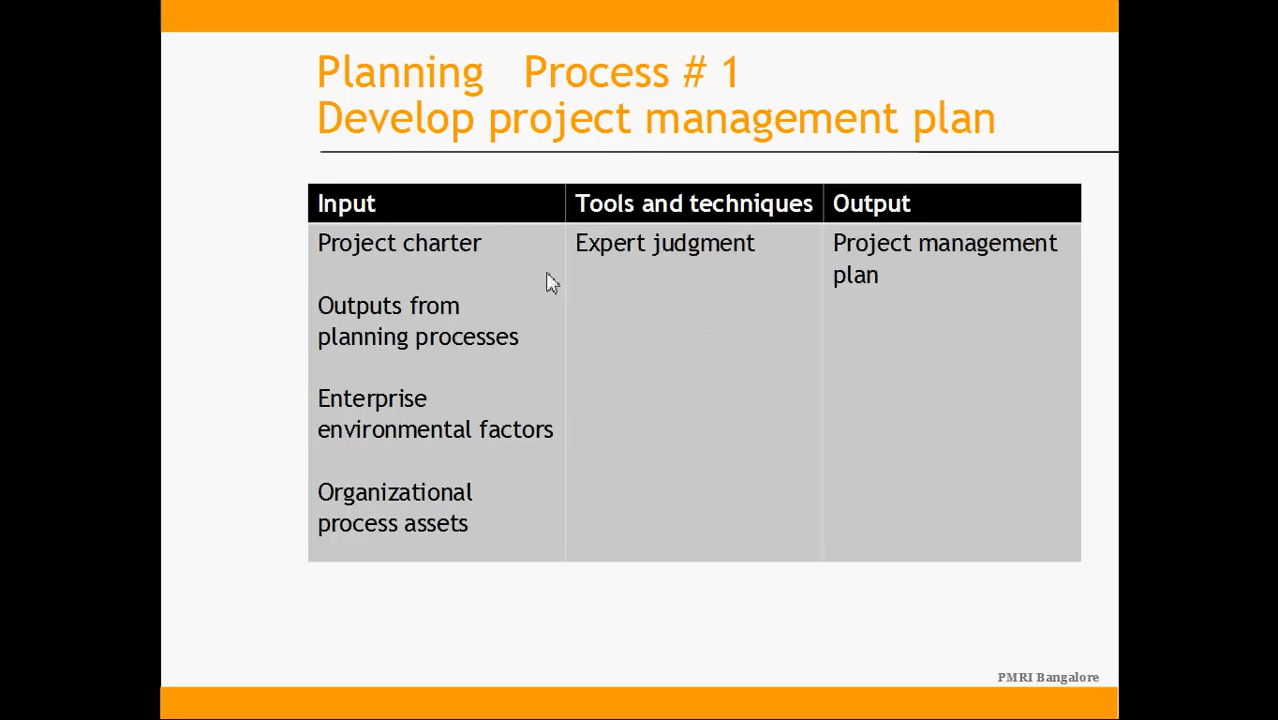 Planning Process # 1
Develop project management plan
Input
Tools and techniques
Output
Project charter
Expert judgment
Project management
plan
Outputs from
planning processes
Enterprise
environmental factors
Organizational
process assets
PMRI Bangalore